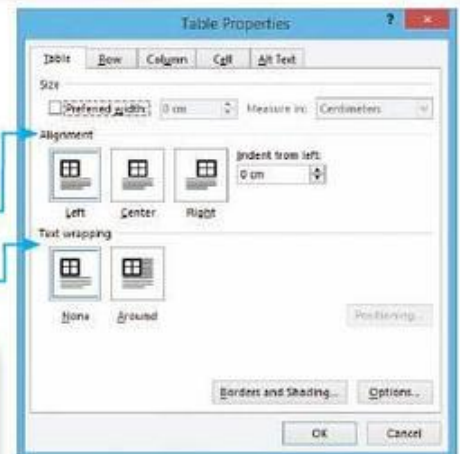 Table Properties ?
Table Row Column Cell Alt Text
Size
Preferred width: 0 cm Measure in: Centimeters
Alignment
Left Center Right
Indent from left:
0 cm
Text wrapping
None Around
Positioning...
Borders and Shading... Options...
OK Cancel